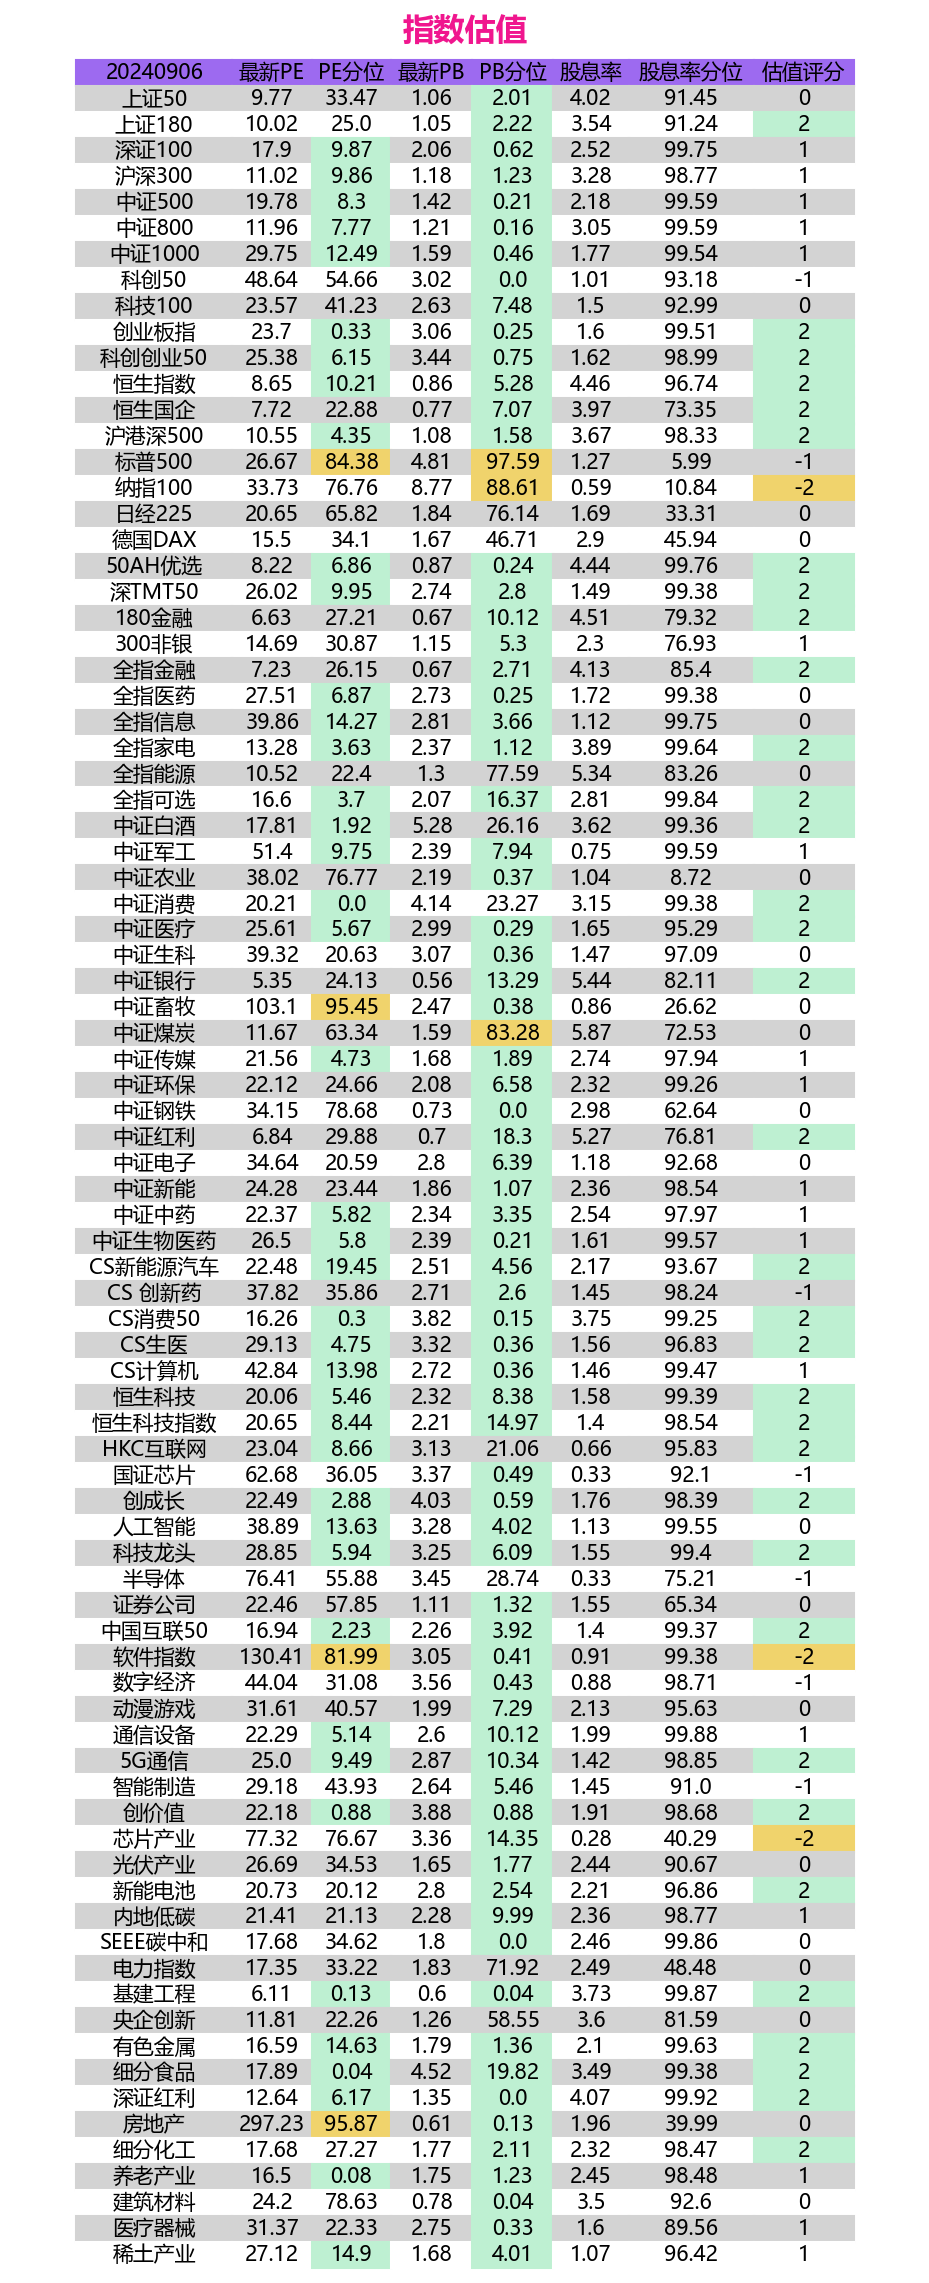 指数估值
20240906 最新PE PE分位 最新PB PB分位 股息率 股息率分位 估值评分
上证50 9.77 33.47 1.06 2.01 4.02 91.45 0
上证180 10.02 25.0 1.05 2.22 3.54 91.24 2
深证100 17.9 9.87 2.06 0.62 2.52 99.75 1
沪深300 11.02 9.86 1.18 1.23 3.28 98.77 1
中证500 19.78 8.3 1.42 0.21 2.18 99.59 1
中证800 11.96 7.77 1.21 0.16 3.05 99.59 1
中证1000 29.75 12.49 1.59 0.46 1.77 99.54 1
科创50 48.64 54.66 3.02 0.0 1.01 93.18 -1
科技100 23.57 41.23 2.63 7.48 1.5 92.99 0
创业板指 23.7 0.33 3.06 0.25 1.6 99.51 2
科创创业50 25.38 6.15 3.44 0.75 1.62 98.99 2
恒生指数 8.65 10.21 0.86 5.28 4.46 96.74 2
恒生国企 7.72 22.88 0.77 7.07 3.97 73.35 2
沪港深500 10.55 4.35 1.08 1.58 3.67 98.33 2
标普500 26.67 84.38 4.81 97.59 1.27 5.99 -1
纳指100 33.73 76.76 8.77 88.61 0.59 10.84 -2
日经225 20.65 65.82 1.84 76.14 1.69 33.31 0
德国DAX 15.5 34.1 1.67 46.71 2.9 45.94 0
50AH优选 8.22 6.86 0.87 0.24 4.44 99.76 2
深TMT50 26.02 9.95 2.74 2.8 1.49 99.38 2
180金融 6.63 27.21 0.67 10.12 4.51 79.32 2
300非银 14.69 30.87 1.15 5.3 2.3 76.93 1
全指金融 7.23 26.15 0.67 2.71 4.13 85.4 2
全指医药 27.51 6.87 2.73 0.25 1.72 99.38 0
全指信息 39.86 14.27 2.81 3.66 1.12 99.75 0
全指家电 13.28 3.63 2.37 1.12 3.89 99.64 2
全指能源 10.52 22.4 1.3 77.59 5.34 83.26 0
全指可选 16.6 3.7 2.07 16.37 2.81 99.84 2
中证白酒 17.81 1.92 5.28 26.16 3.62 99.36 2
中证军工 51.4 9.75 2.39 7.94 0.75 99.59 1
中证农业 38.02 76.77 2.19 0.37 1.04 8.72 0
中证消费 20.21 0.0 4.14 23.27 3.15 99.38 2
中证医疗 25.61 5.67 2.99 0.29 1.65 95.29 2
中证生科 39.32 20.63 3.07 0.36 1.47 97.09 0
中证银行 5.35 24.13 0.56 13.29 5.44 82.11 2
中证畜牧 103.1 95.45 2.47 0.38 0.86 26.62 0
中证煤炭 11.67 63.34 1.59 83.28 5.87 72.53 0
中证传媒 21.56 4.73 1.68 1.89 2.74 97.94 1
中证环保 22.12 24.66 2.08 6.58 2.32 99.26 1
中证钢铁 34.15 78.68 0.73 0.0 2.98 62.64 0
中证红利 6.84 29.88 0.7 18.3 5.27 76.81 2
中证电子 34.64 20.59 2.8 6.39 1.18 92.68 0
中证新能 24.28 23.44 1.86 1.07 2.36 98.54 1
中证中药 22.37 5.82 2.34 3.35 2.54 97.97 1
中证生物医药 26.5 5.8 2.39 0.21 1.61 99.57 1
CS新能源汽车 22.48 19.45 2.51 4.56 2.17 93.67 2
CS 创新药 37.82 35.86 2.71 2.6 1.45 98.24 -1
CS消费50 16.26 0.3 3.82 0.15 3.75 99.25 2
CS生医 29.13 4.75 3.32 0.36 1.56 96.83 2
CS计算机 42.84 13.98 2.72 0.36 1.46 99.47 1
恒生科技 20.06 5.46 2.32 8.38 1.58 99.39 2
恒生科技指数 20.65 8.44 2.21 14.97 1.4 98.54 2
HKC互联网 23.04 8.66 3.13 21.06 0.66 95.83 2
国证芯片 62.68 36.05 3.37 0.49 0.33 92.1 -1
创成长 22.49 2.88 4.03 0.59 1.76 98.39 2
人工智能 38.89 13.63 3.28 4.02 1.13 99.55 0
科技龙头 28.85 5.94 3.25 6.09 1.55 99.4 2
半导体 76.41 55.88 3.45 28.74 0.33 75.21 -1
证券公司 22.46 57.85 1.11 1.32 1.55 65.34 0
中国互联50 16.94 2.23 2.26 3.92 1.4 99.37 2
软件指数 130.41 81.99 3.05 0.41 0.91 99.38 -2
数字经济 44.04 31.08 3.56 0.43 0.88 98.71 -1
动漫游戏 31.61 40.57 1.99 7.29 2.13 95.63 0
通信设备 22.29 5.14 2.6 10.12 1.99 99.88 1
5G通信 25.0 9.49 2.87 10.34 1.42 98.85 2
智能制造 29.18 43.93 2.64 5.46 1.45 91.0 -1
创价值 22.18 0.88 3.88 0.88 1.91 98.68 2
芯片产业 77.32 76.67 3.36 14.35 0.28 40.29 -2
光伏产业 26.69 34.53 1.65 1.77 2.44 90.67 0
新能电池 20.73 20.12 2.8 2.54 2.21 96.86 2
内地低碳 21.41 21.13 2.28 9.99 2.36 98.77 1
SEEE碳中和 17.68 34.62 1.8 0.0 2.46 99.86 0
电力指数 17.35 33.22 1.83 71.92 2.49 48.48 0
基建工程 6.11 0.13 0.6 0.04 3.73 99.87 2
央企创新 11.81 22.26 1.26 58.55 3.6 81.59 0
有色金属 16.59 14.63 1.79 1.36 2.1 99.63 2
细分食品 17.89 0.04 4.52 19.82 3.49 99.38 2
深证红利 12.64 6.17 1.35 0.0 4.07 99.92 2
房地产 297.23 95.87 0.61 0.13 1.96 39.99 0
细分化工 17.68 27.27 1.77 2.11 2.32 98.47 2
养老产业 16.5 0.08 1.75 1.23 2.45 98.48 1
建筑材料 24.2 78.63 0.78 0.04 3.5 92.6 0
医疗器械 31.37 22.33 2.75 0.33 1.6 89.56 1
稀土产业 27.12 14.9 1.68 4.01 1.07 96.42 1